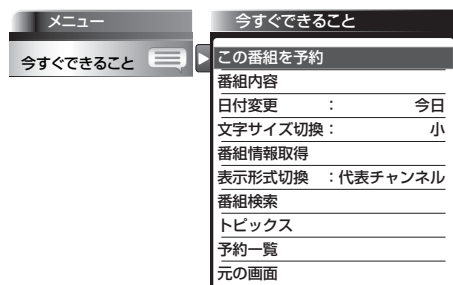 メニュー
今すぐできること
今すぐできること
この番組を予約
番組内容
日付変更 : 今日
文字サイズ切換 : 小
番組情報取得
表示形式切換 : 代表チャンネル
番組検索
トピックス
予約一覧
元の画面